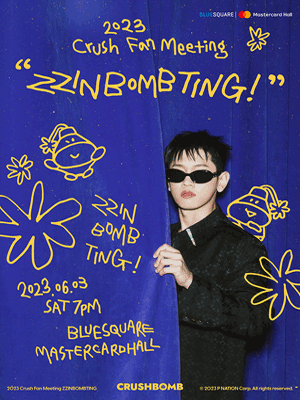 BLUESQUARE | Mastercard Hall
2023
Crush Fan Meeting
“ZZINBOMBTING!”
ZZIN
BOMB
TING!
2023.06.03
SAT 7PM
BLUESQUARE
MASTERCARDHALL
2023 Crush Fan Meeting ZZINBOMBTING
CRUSHBOMB
© 2023 P NATION Corp. All rights reserved.